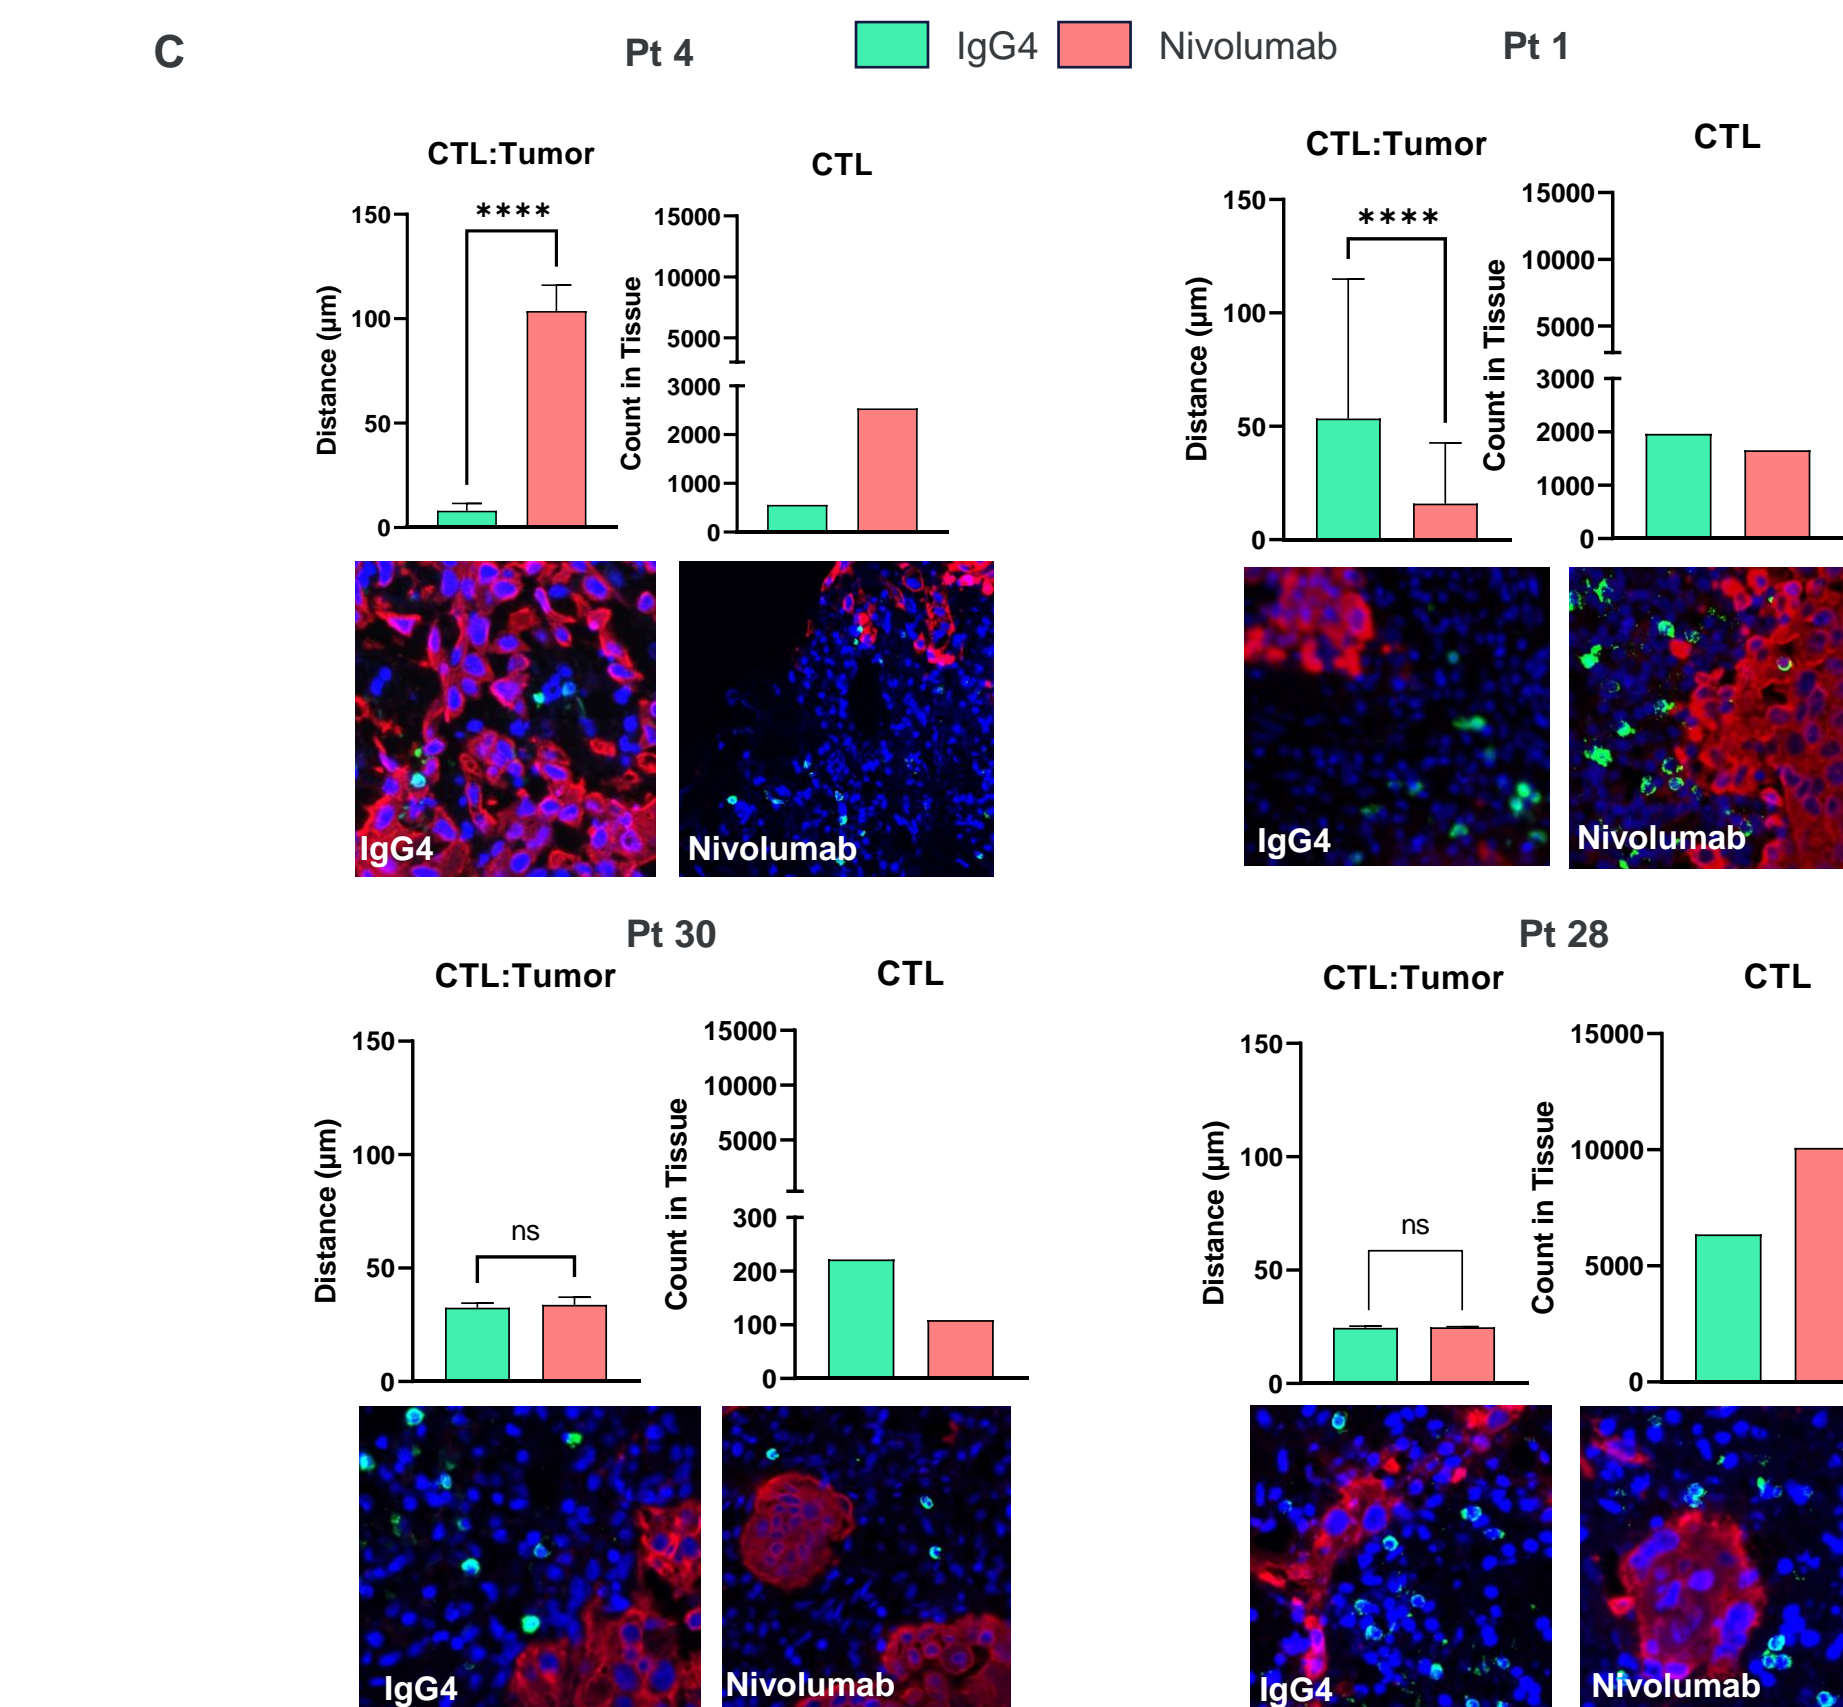 C
Pt 4
IgG4
Nivolumab
Pt 1
CTL:Tumor
CTL
CTL:Tumor
CTL
****
150
100
50
0
Distance (µm)
15000
10000
5000
3000
2000
1000
0
Count in Tissue
****
150
100
50
0
Distance (µm)
15000
10000
5000
3000
2000
1000
0
Count in Tissue
IgG4
Nivolumab
IgG4
Nivolumab
Pt 30
Pt 28
CTL:Tumor
CTL
CTL:Tumor
CTL
150
100
50
0
Distance (µm)
ns
15000
10000
5000
300
200
100
0
Count in Tissue
150
100
50
0
Distance (µm)
ns
15000
10000
5000
0
Count in Tissue
IgG4
Nivolumab
IgG4
Nivolumab